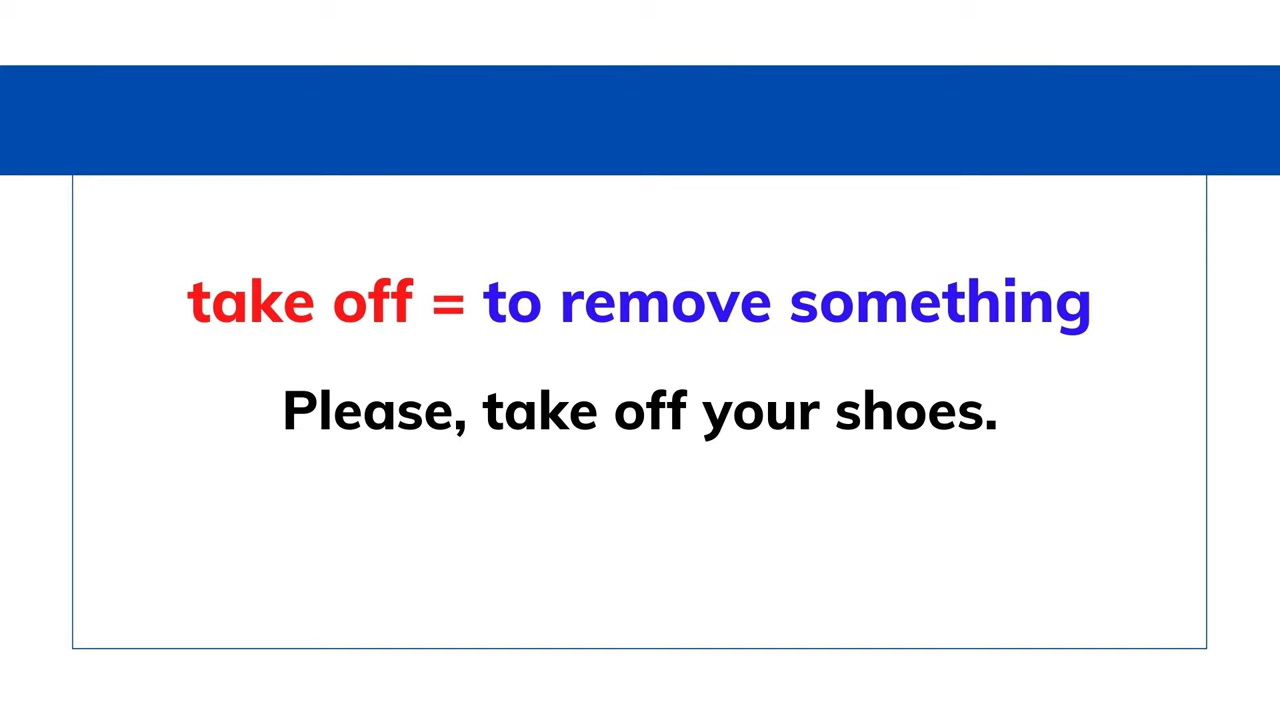 take off = to remove something
Please, take off your shoes.